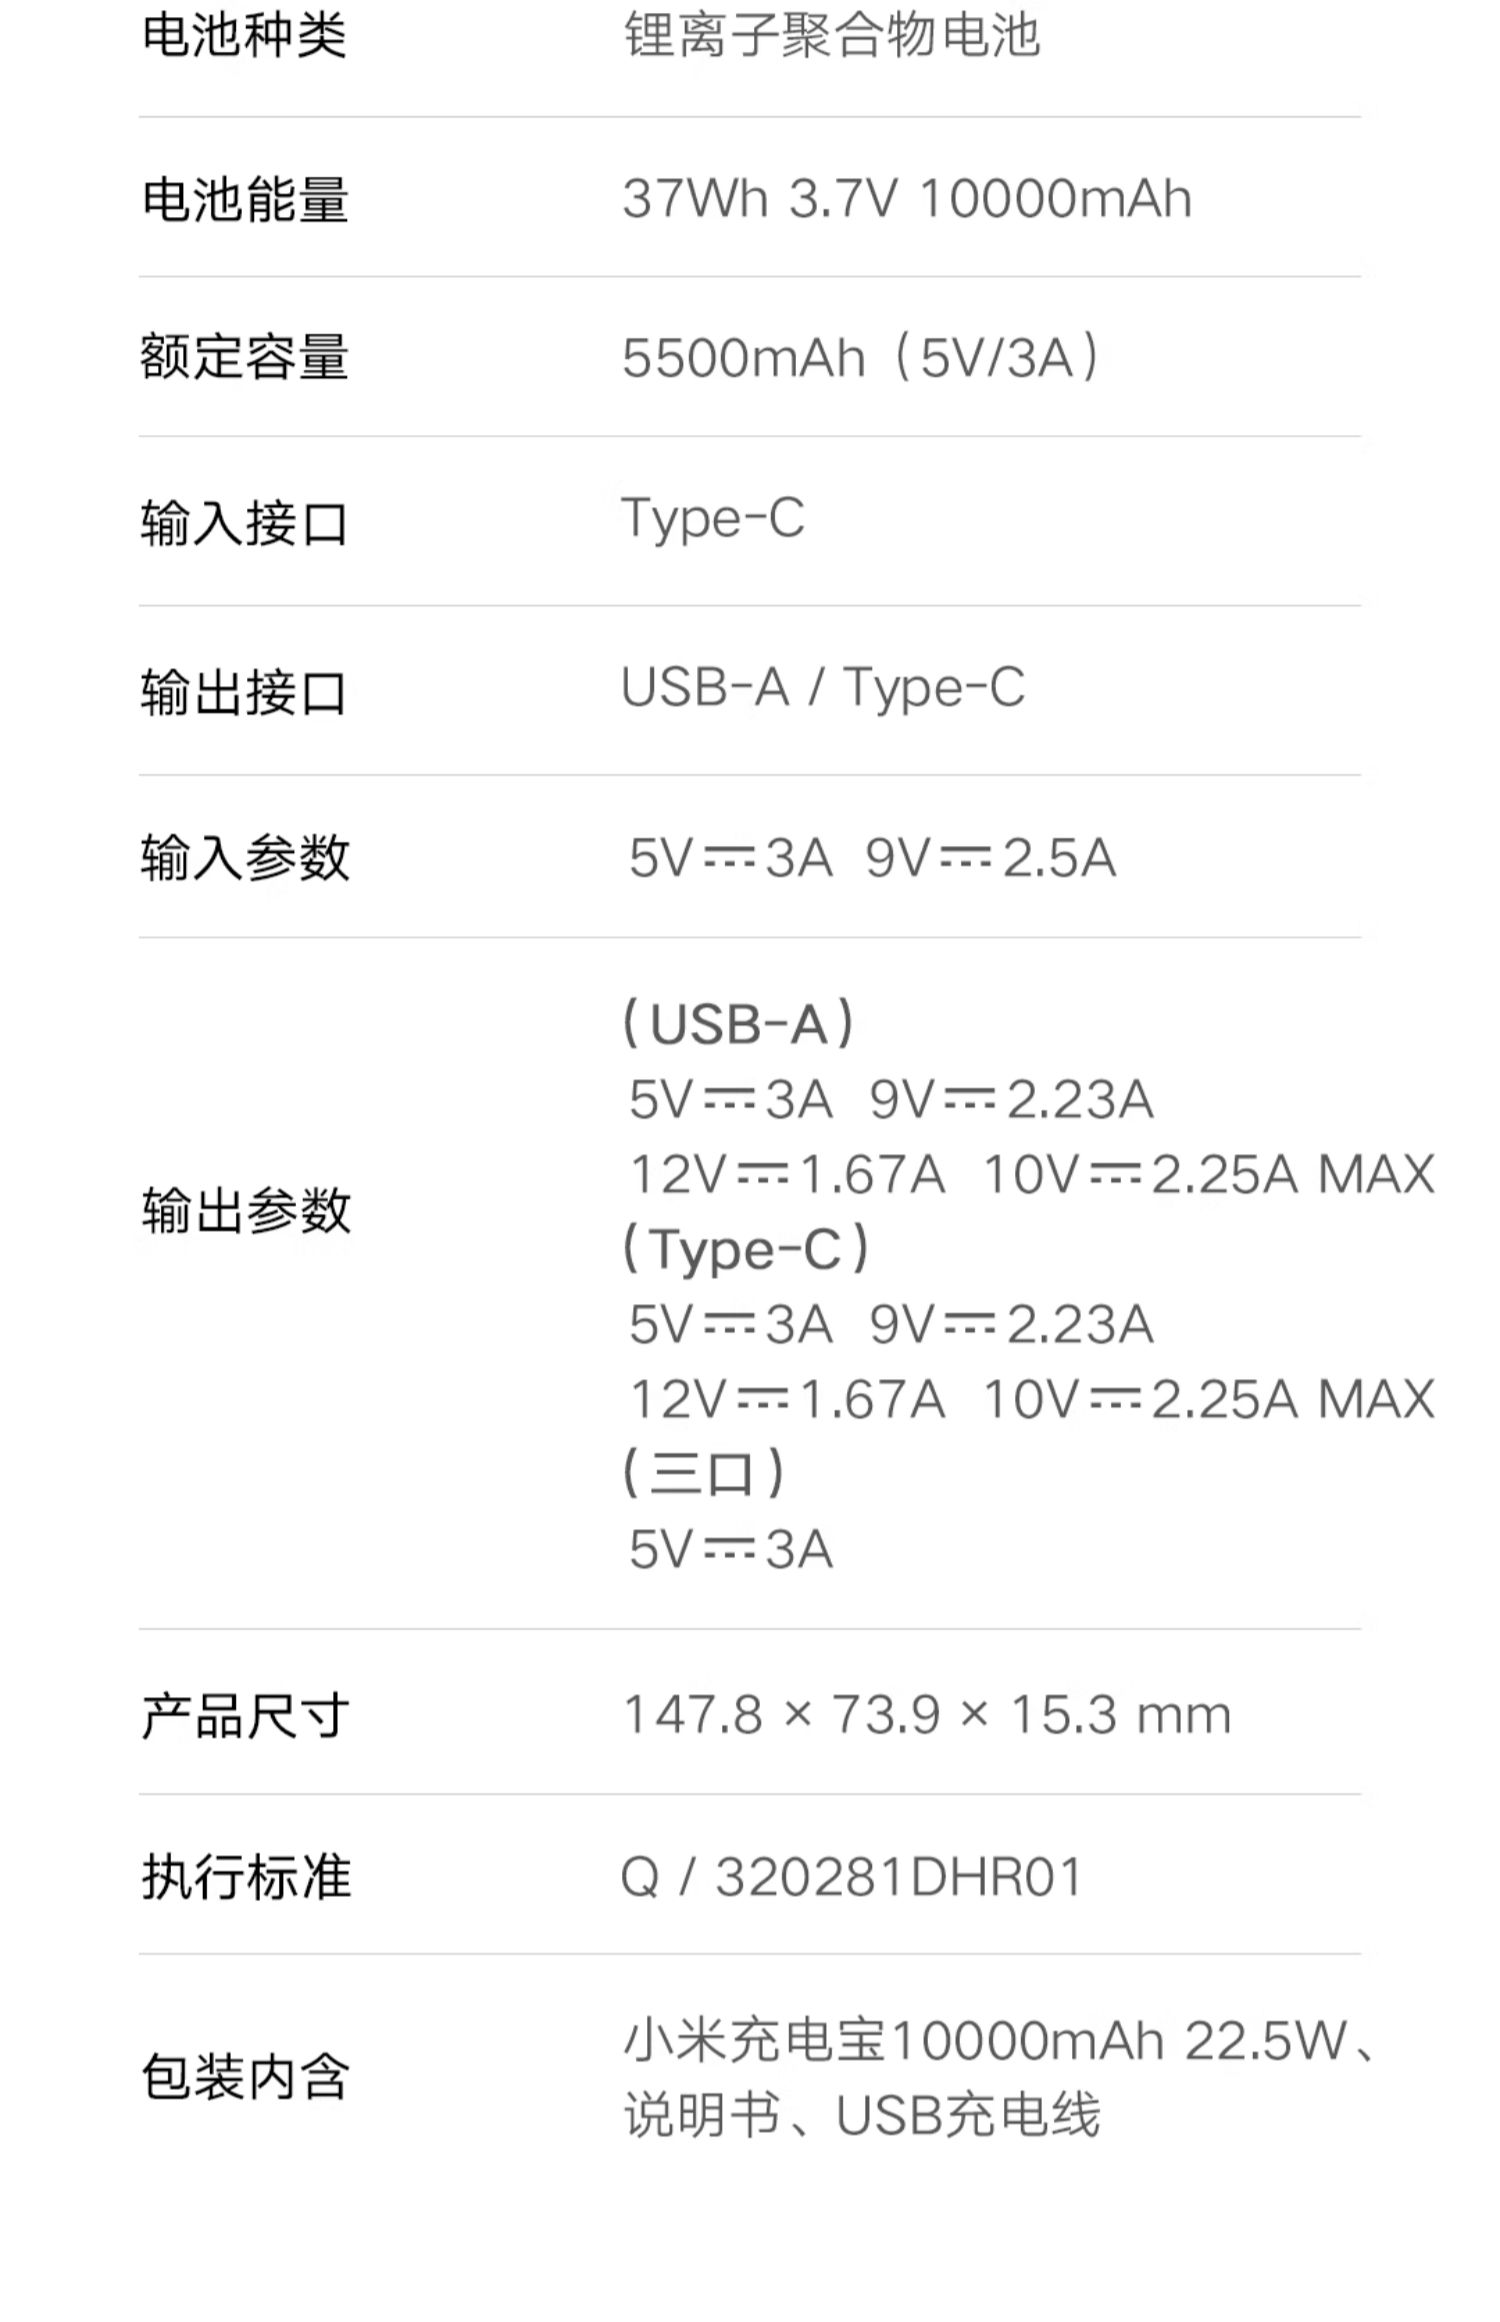 电池种类 锂离子聚合物电池
电池能量 37Wh 3.7V 10000mAh
额定容量 5500mAh（5V/3A）
输入接口 Type-C
输出接口 USB-A / Type-C
输入参数 5V⎓3A 9V⎓2.5A
输出参数
（USB-A）
5V⎓3A 9V⎓2.23A
12V⎓1.67A 10V⎓2.25A MAX
（Type-C）
5V⎓3A 9V⎓2.23A
12V⎓1.67A 10V⎓2.25A MAX
（三口）
5V⎓3A
产品尺寸 147.8 × 73.9 × 15.3 mm
执行标准 Q / 320281DHR01
包装内含
小米充电宝10000mAh 22.5W、
说明书、USB充电线